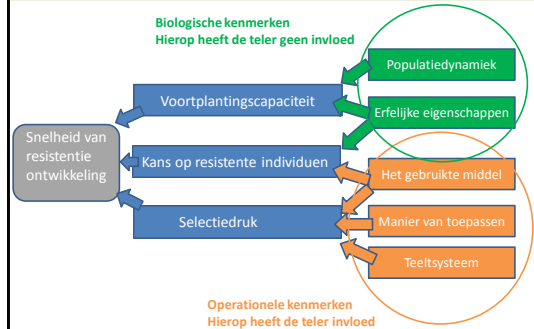 Biologische kenmerken
Hierop heeft de teler geen invloed
Populatiedynamiek
Voortplantingscapaciteit
Erfelijke eigenschappen
Snelheid van
resistentie
ontwikkeling
Kans op resistente individuen
Het gebruikte middel
Selectiedruk
Manier van toepassen
Teeltsysteem
Operationele kenmerken
Hierop heeft de teler invloed